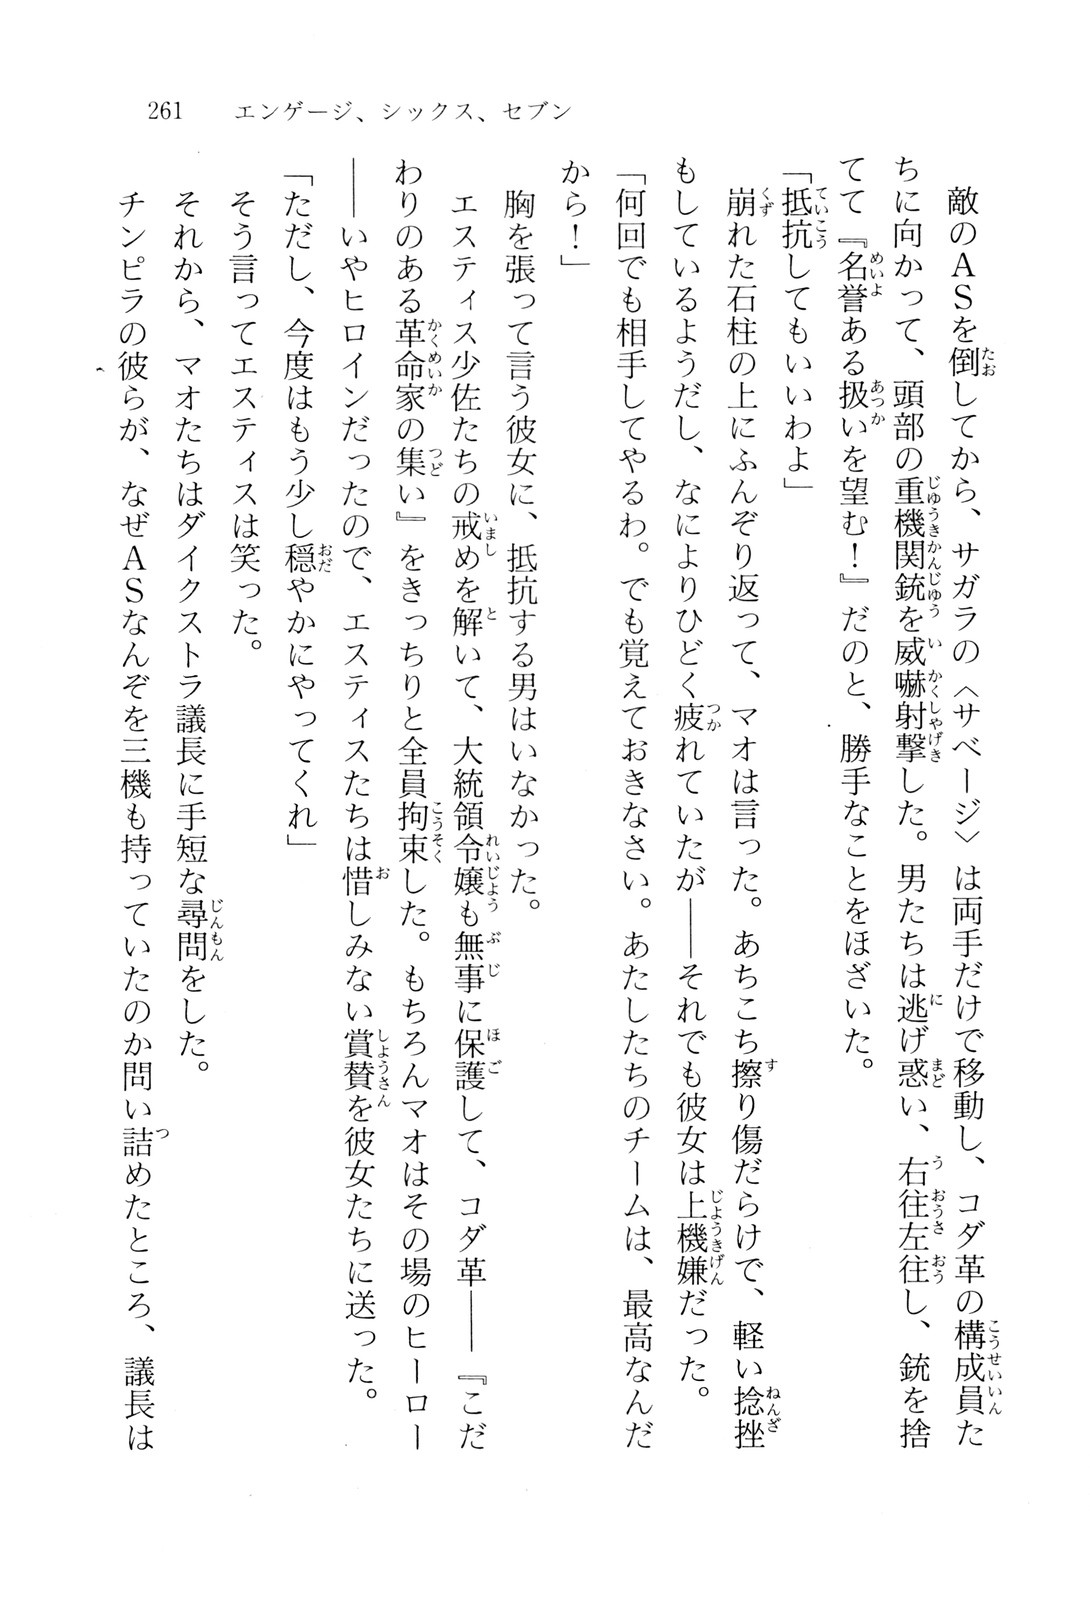 261　エンゲージ、シックス、セブン
　敵のＡＳを倒してから、サガラの〈サベージ〉は両手だけで移動し、コダ革の構成員た
ちに向かって、頭部の重機関銃を威嚇射撃した。男たちは逃げ惑い、右往左往し、銃を捨
てて『名誉ある扱いを望む！』だのと、勝手なことをほざいた。
「抵抗してもいいわよ」
　崩れた石柱の上にふんぞり返って、マオは言った。あちこち擦り傷だらけで、軽い捻挫
もしているようだし、なによりひどく疲れていたが――それでも彼女は上機嫌だった。
「何回でも相手してやるわ。でも覚えておきなさい。あたしたちのチームは、最高なんだ
から！」
　胸を張って言う彼女に、抵抗する男はいなかった。
　エスティス少佐たちの戒めを解いて、大統領令嬢も無事に保護して、コダ革――『こだ
わりのある革命家の集い』をきっちりと全員拘束した。もちろんマオはその場のヒーロー
――いやヒロインだったので、エスティスたちは惜しみない賞賛を彼女たちに送った。
「ただし、今度はもう少し穏やかにやってくれ」
　そう言ってエスティスは笑った。
　それから、マオたちはダイクストラ議長に手短な尋問をした。
　チンピラの彼らが、なぜＡＳなんぞを三機も持っていたのか問い詰めたところ、議長は